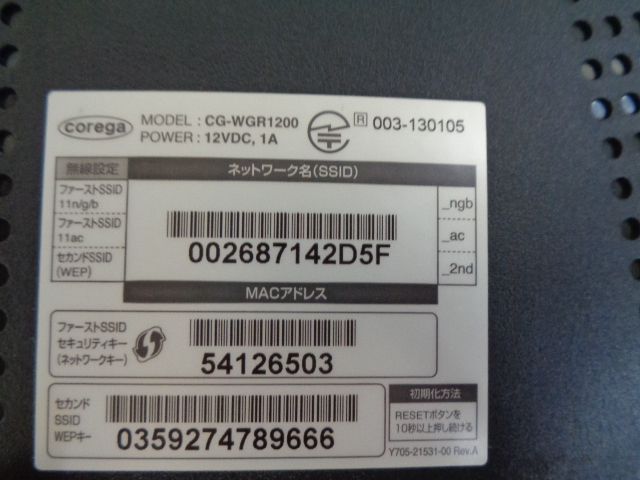 corega
MODEL : CG-WGR1200
POWER : 12VDC, 1A
R 003-130105
無線設定
ネットワーク名(SSID)
ファーストSSID
11n/g/b
_ngb
ファーストSSID
11ac
_ac
セカンドSSID
(WEP)
_2nd
002687142D5F
MACアドレス
ファーストSSID
セキュリティキー
(ネットワークキー)
54126503
セカンド
SSID
WEPキー
0359274789666
初期化方法
RESETボタンを
10秒以上押し続ける
Y705-21531-00 Rev.A